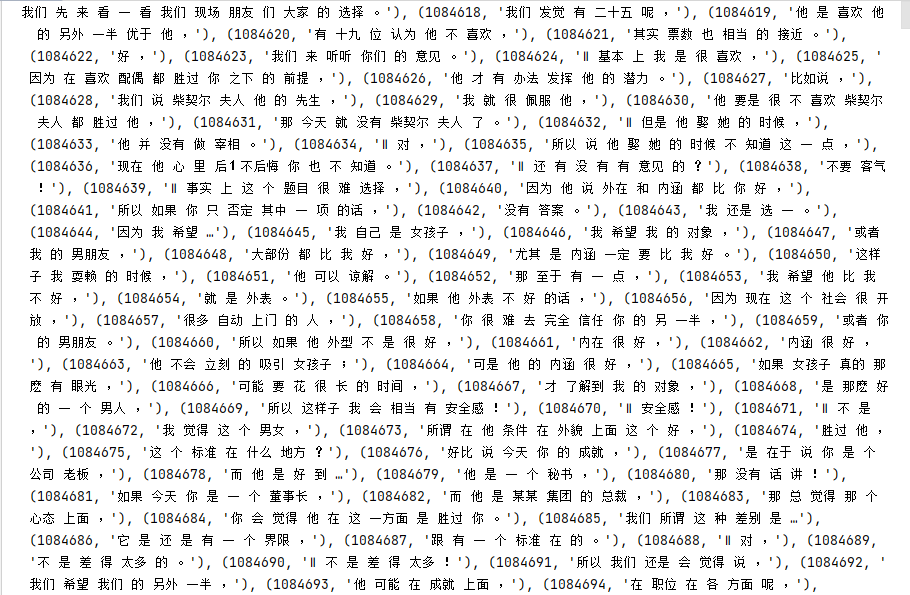 我们 先 来 看 一 看 我们 现场 朋友 们 大家 的 选择 。'), (1084618, '我们 发觉 有 二十五 呢 ,'), (1084619, '他 是 喜欢 他
的 另外 一半 优于 他 ,'), (1084620, '有 十九 位 认为 他 不 喜欢 ,'), (1084621, '其实 票数 也 相当 的 接近 。'),
(1084622, '好 ,'), (1084623, '我们 来 听听 你们 的 意见 。'), (1084624, '‖ 基本 上 我 是 很 喜欢 ,'), (1084625, '
因为 在 喜欢 配偶 都 胜过 你 之下 的 前提 ,'), (1084626, '他 才 有 办法 发挥 他 的 潜力 。'), (1084627, '比如说 ,'),
(1084628, '我们 说 柴契尔 夫人 他 的 先生 ,'), (1084629, '我 就 很 佩服 他 ,'), (1084630, '他 要是 很 不 喜欢 柴契尔
夫人 都 胜过 他 ,'), (1084631, '那 今天 就 没有 柴契尔 夫人 了 。'), (1084632, '‖ 但是 他 娶 她 的 时候 ,'),
(1084633, '他 并 没有 做 宰相 。'), (1084634, '‖ 对 ,'), (1084635, '所以 说 他 娶 她 的 时候 不 知道 这 一 点 ,'),
(1084636, '现在 他 心 里 后1不后悔 你 也 不 知道 。'), (1084637, '‖ 还 有 没 有 有 意见 的 ?'), (1084638, '不要 客气
!'), (1084639, '‖ 事实 上 这 个 题目 很 难 选择 ,'), (1084640, '因为 他 说 外在 和 内涵 都 比 你 好 ,'),
(1084641, '所以 如果 你 只 否定 其中 一 项 的话 ,'), (1084642, '没有 答案 。'), (1084643, '我 还是 选 一 。'),
(1084644, '因为 我 希望 …'), (1084645, '我 自己 是 女孩子 ,'), (1084646, '我 希望 我 的 对象 ,'), (1084647, '或者
我 的 男朋友 ,'), (1084648, '大部份 都 比 我 好 ,'), (1084649, '尤其 是 内涵 一定 要 比 我 好 。'), (1084650, '这样
子 我 耍赖 的 时候 ,'), (1084651, '他 可以 谅解 。'), (1084652, '那 至于 有 一 点 ,'), (1084653, '我 希望 他 比 我
不 好 ,'), (1084654, '就 是 外表 。'), (1084655, '如果 他 外表 不 好 的话 ,'), (1084656, '因为 现在 这 个 社会 很 开
放 ,'), (1084657, '很多 自动 上门 的 人 ,'), (1084658, '你 很 难 去 完全 信任 你 的 另 一半 ,'), (1084659, '或者 你
的 男朋友 。'), (1084660, '所以 如果 他 外型 不 是 很 好 ,'), (1084661, '内在 很 好 ,'), (1084662, '内涵 很 好 ,
'), (1084663, '他 不会 立刻 的 吸引 女孩子 ;'), (1084664, '可是 他 的 内涵 很 好 ,'), (1084665, '如果 女孩子 真的 那
麽 有 眼光 ,'), (1084666, '可能 要 花 很 长 的 时间 ,'), (1084667, '才 了解到 我 的 对象 ,'), (1084668, '是 那麽 好
的 一 个 男人 ,'), (1084669, '所以 这样子 我 会 相当 有 安全感 !'), (1084670, '‖ 安全感 !'), (1084671, '‖ 不 是
,'), (1084672, '我 觉得 这 个 男女 ,'), (1084673, '所谓 在 他 条件 在 外貌 上面 这 个 好 ,'), (1084674, '胜过 他 ,
'), (1084675, '这 个 标准 在 什么 地方 ?'), (1084676, '好比 说 今天 你 的 成就 ,'), (1084677, '是 在于 说 你 是 个
公司 老板 ,'), (1084678, '而 他 是 好 到 …'), (1084679, '他 是 一 个 秘书 ,'), (1084680, '那 没有 话 讲 !'),
(1084681, '如果 今天 你 是 一 个 董事长 ,'), (1084682, '而 他 是 某某 集团 的 总裁 ,'), (1084683, '那 总 觉得 那 个
心态 上面 ,'), (1084684, '你 会 觉得 他 在 这 一方面 是 胜过 你 。'), (1084685, '我们 所谓 这 种 差别 是 …'),
(1084686, '它 是 还 是 有 一 个 界限 ,'), (1084687, '跟 有 一 个 标准 在 的 。'), (1084688, '‖ 对 ,'), (1084689,
'不 是 差 得 太多 的 。'), (1084690, '‖ 不 是 差 得 太多 !'), (1084691, '所以 我们 还是 会 觉得 说 ,'), (1084692, '
我们 希望 我们 的 另外 一半 ,'), (1084693, '他 可能 在 成就 上面 ,'), (1084694, '在 职位 在 各 方面 呢 ,'),